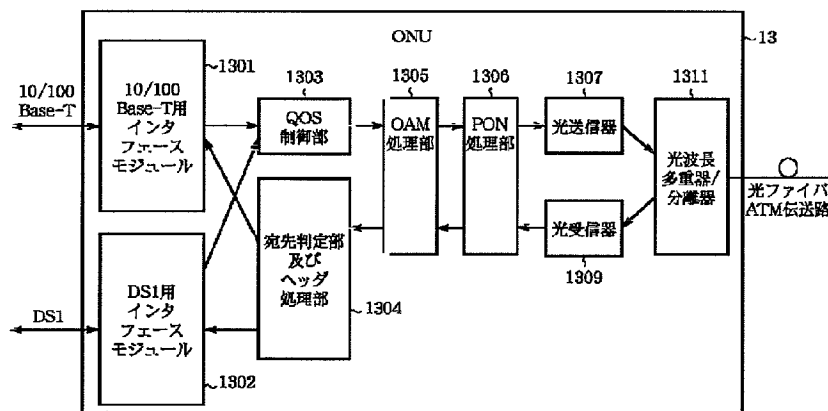 ONU
13
1301
10/100
Base-T
10/100
Base-T用
インタ
フェース
モジュール
1303
QOS
制御部
1305
OAM
処理部
1306
PON
処理部
1307
光送信器
1311
光波長
多重器/
分離器
光ファイバ
ATM伝送路
光受信器
1309
宛先判定部
及び
ヘッダ
処理部
1304
DS1
DS1用
インタ
フェース
モジュール
1302